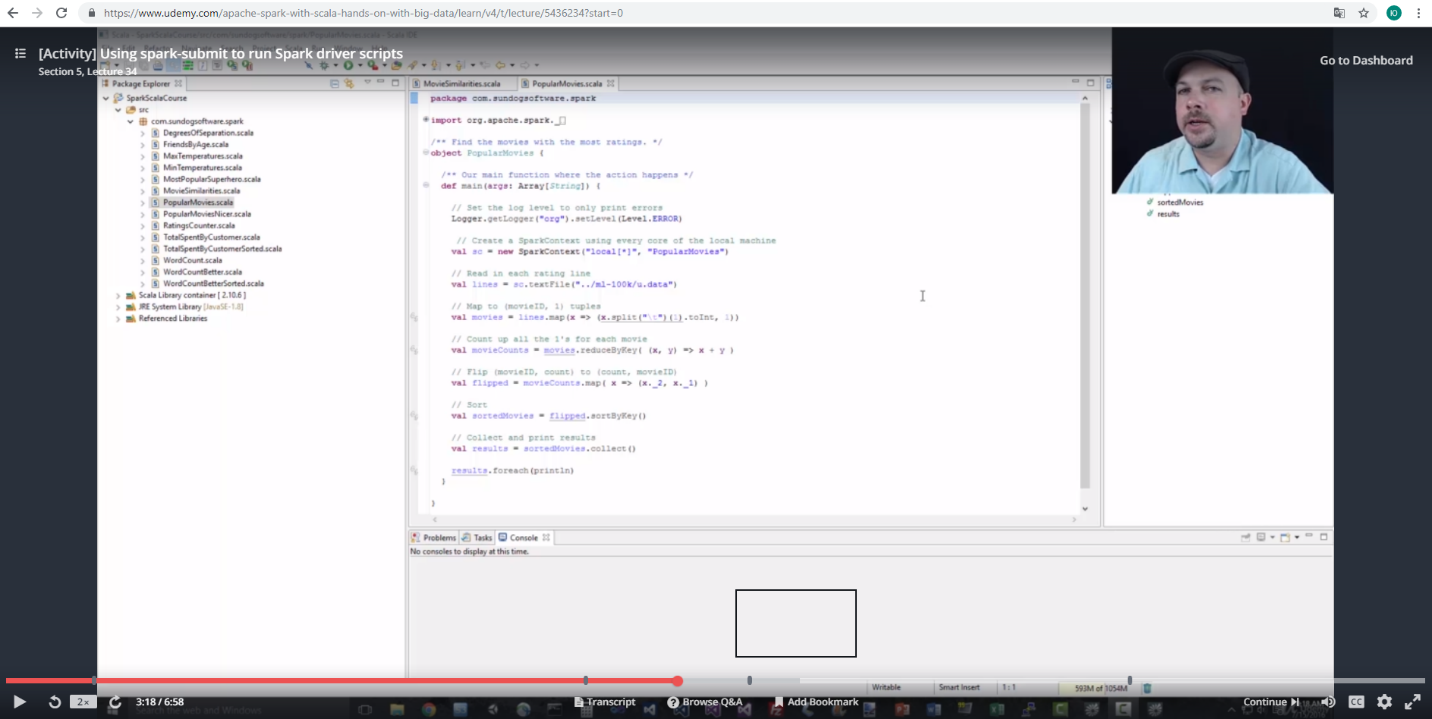 https://www.udemy.com/apache-spark-with-scala-hands-on-with-big-data/learn/v4/t/lecture/5436234?start=0
[Activity] Using spark-submit to run Spark driver scripts
Section 5, Lecture 34
Go to Dashboard
Package Explorer
SparkScalaCourse
src
com.sundogsoftware.spark
DegreesOfSeparation.scala
FriendsByAge.scala
MaxTemperatures.scala
MinTemperatures.scala
MostPopularSuperhero.scala
MovieSimilarities.scala
PopularMovies.scala
PopularMoviesNicer.scala
RatingsCounter.scala
TotalSpentByCustomer.scala
TotalSpentByCustomerSorted.scala
WordCount.scala
WordCountBetter.scala
WordCountBetterSorted.scala
Scala Library container [ 2.10.6 ]
JRE System Library [JavaSE-1.8]
Referenced Libraries
MovieSimilarities.scala
PopularMovies.scala
package com.sundogsoftware.spark
import org.apache.spark._
/** Find the movies with the most ratings. */
object PopularMovies {
/** Our main function where the action happens */
def main(args: Array[String]) {
// Set the log level to only print errors
Logger.getLogger("org").setLevel(Level.ERROR)
// Create a SparkContext using every core of the local machine
val sc = new SparkContext("local[*]", "PopularMovies")
// Read in each rating line
val lines = sc.textFile("../ml-100k/u.data")
// Map to (movieID, 1) tuples
val movies = lines.map(x => (x.split("\t")(1).toInt, 1))
// Count up all the 1's for each movie
val movieCounts = movies.reduceByKey( (x, y) => x + y )
// Flip (movieID, count) to (count, movieID)
val flipped = movieCounts.map( x => (x._2, x._1) )
// Sort
val sortedMovies = flipped.sortByKey()
// Collect and print results
val results = sortedMovies.collect()
results.foreach(println)
}
}
sortedMovies
results
Problems
Tasks
Console
No consoles to display at this time.
Writable
Smart Insert
1 : 1
593M of 1054M
2x
3:18 / 6:58
Transcript
Browse Q&A
Add Bookmark
Continue
CC